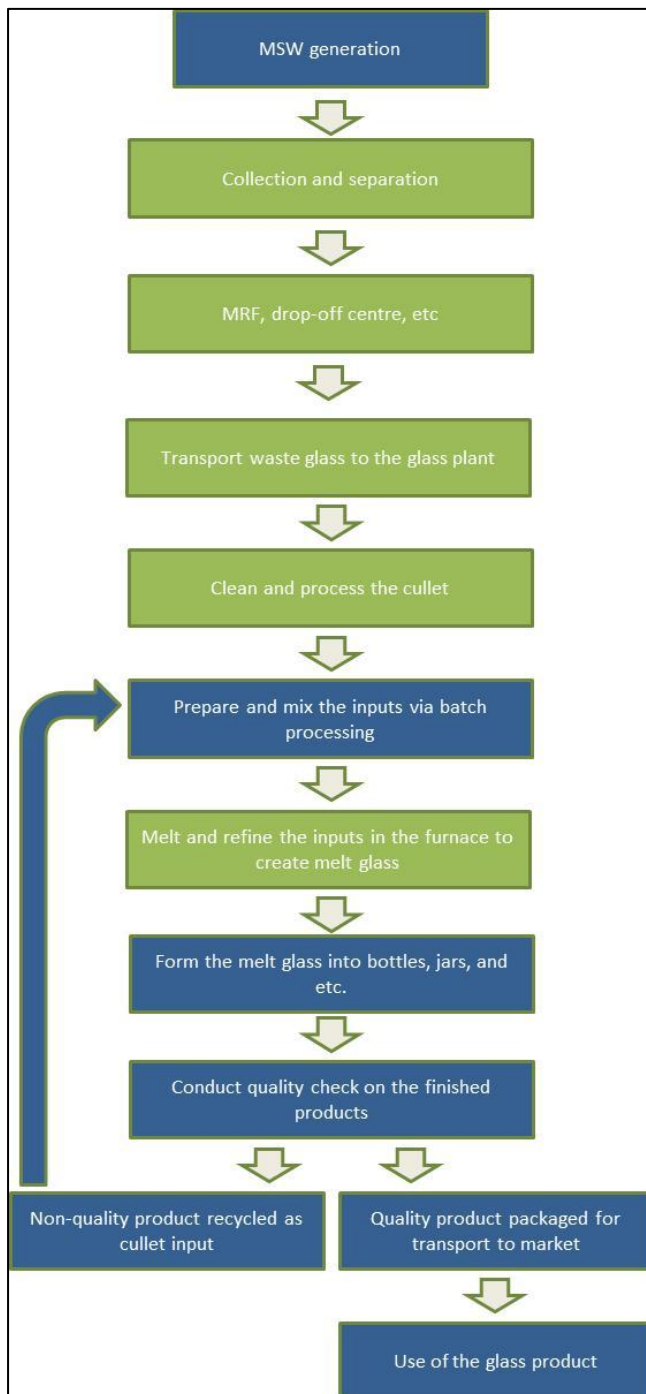 MSW generation
Collection and separation
MRF, drop-off centre, etc
Transport waste glass to the glass plant
Clean and process the cullet
Prepare and mix the inputs via batch
processing
Melt and refine the inputs in the furnace to
create melt glass
Form the melt glass into bottles, jars, and
etc.
Conduct quality check on the finished
products
Non-quality product recycled as
cullet input
Quality product packaged for
transport to market
Use of the glass product